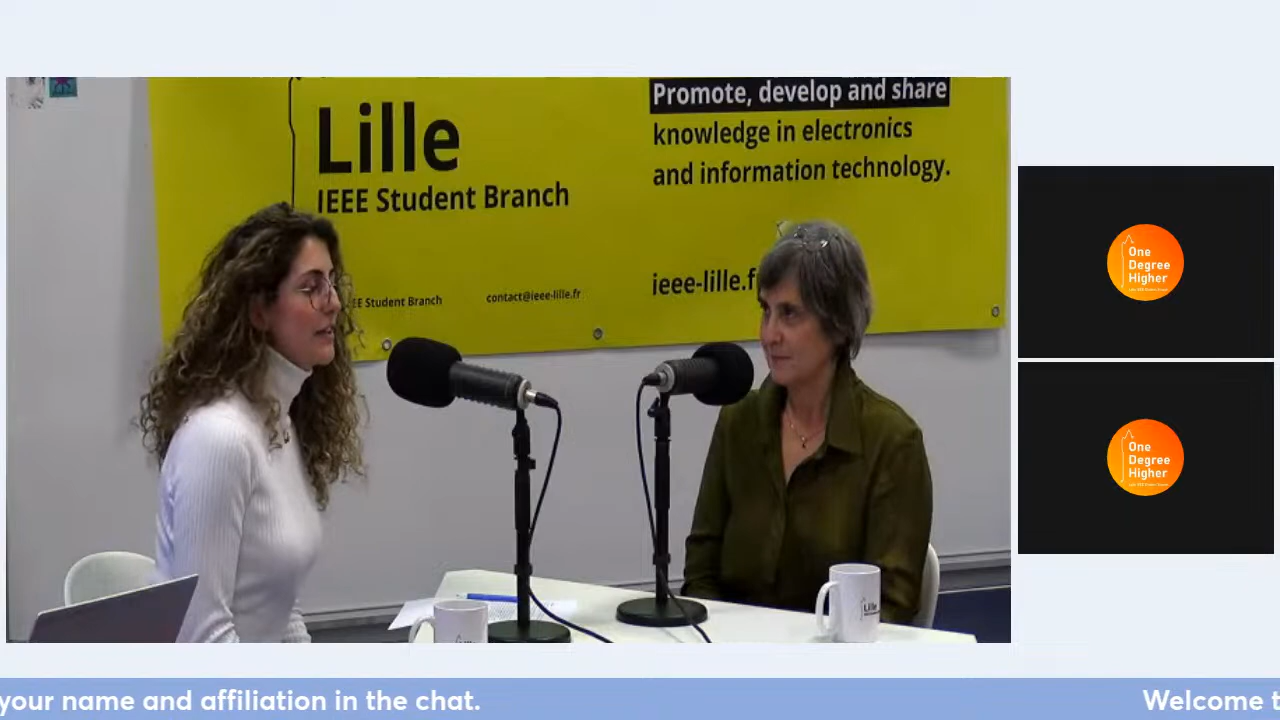 Lille
IEEE Student Branch
Promote, develop and share
knowledge in electronics
and information technology.
ieee-lille.f
EE Student Branch
contact@ieee-lille.fr
One
Degree
Higher
One
Degree
Higher
Lille
your name and affiliation in the chat.
Welcome t